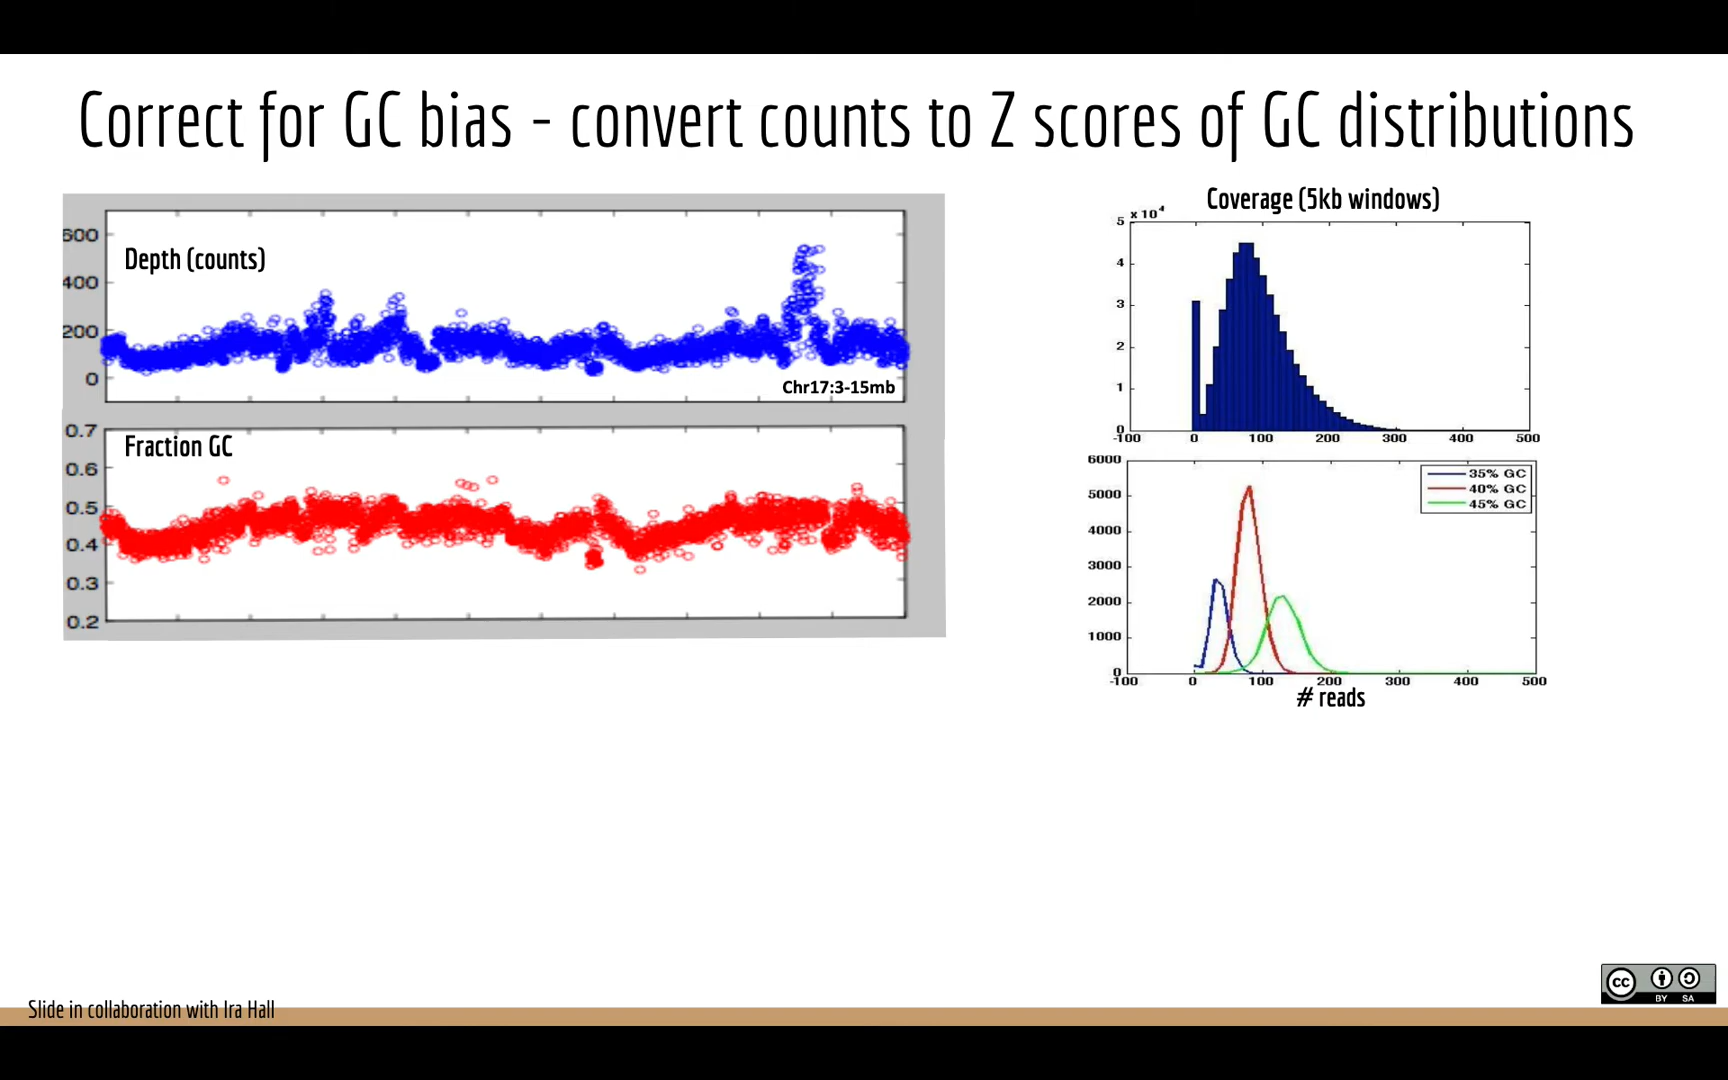 Correct for GC bias - convert counts to Z scores of GC distributions
Depth (counts)
600
400
200
0
Chr17:3-15mb
Fraction GC
0.7
0.6
0.5
0.4
0.3
0.2
Coverage (5kb windows)
5 x 10⁴
4
3
2
1
0
-100 0 100 200 300 400 500
6000
5000
4000
3000
2000
1000
0
35% GC
40% GC
45% GC
-100 0 100 200 300 400 500
# reads
Slide in collaboration with Ira Hall
cc
BY SA